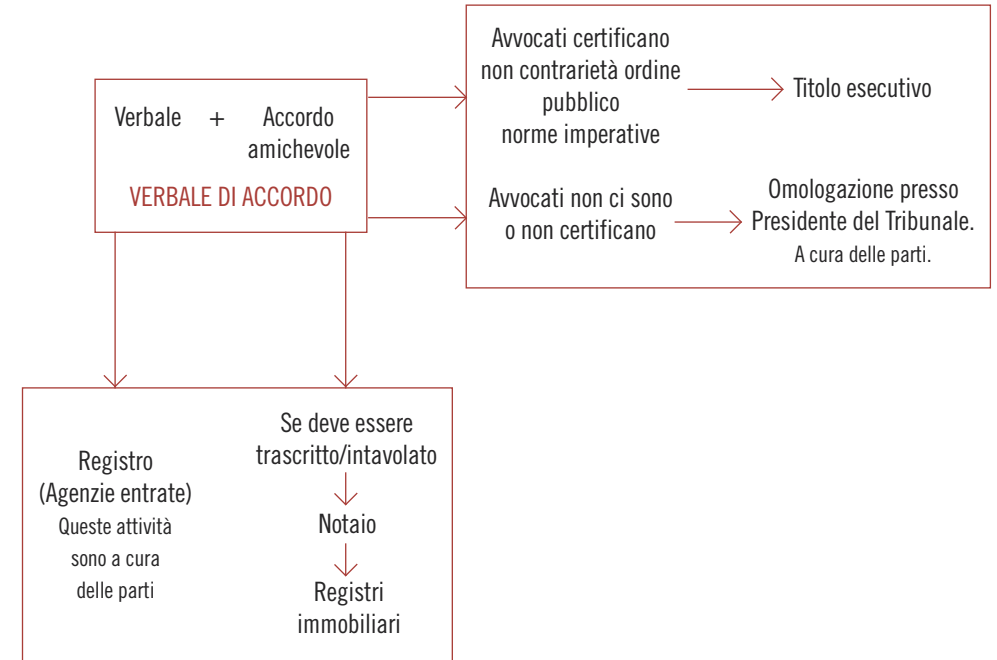 Verbale + Accordo
amichevole
VERBALE DI ACCORDO
Avvocati certificano
non contrarietà ordine
pubblico
norme imperative
Titolo esecutivo
Avvocati non ci sono
o non certificano
Omologazione presso
Presidente del Tribunale.
A cura delle parti.
Registro
(Agenzie entrate)
Queste attività
sono a cura
delle parti
Se deve essere
trascritto/intavolato
Notaio
Registri
immobiliari